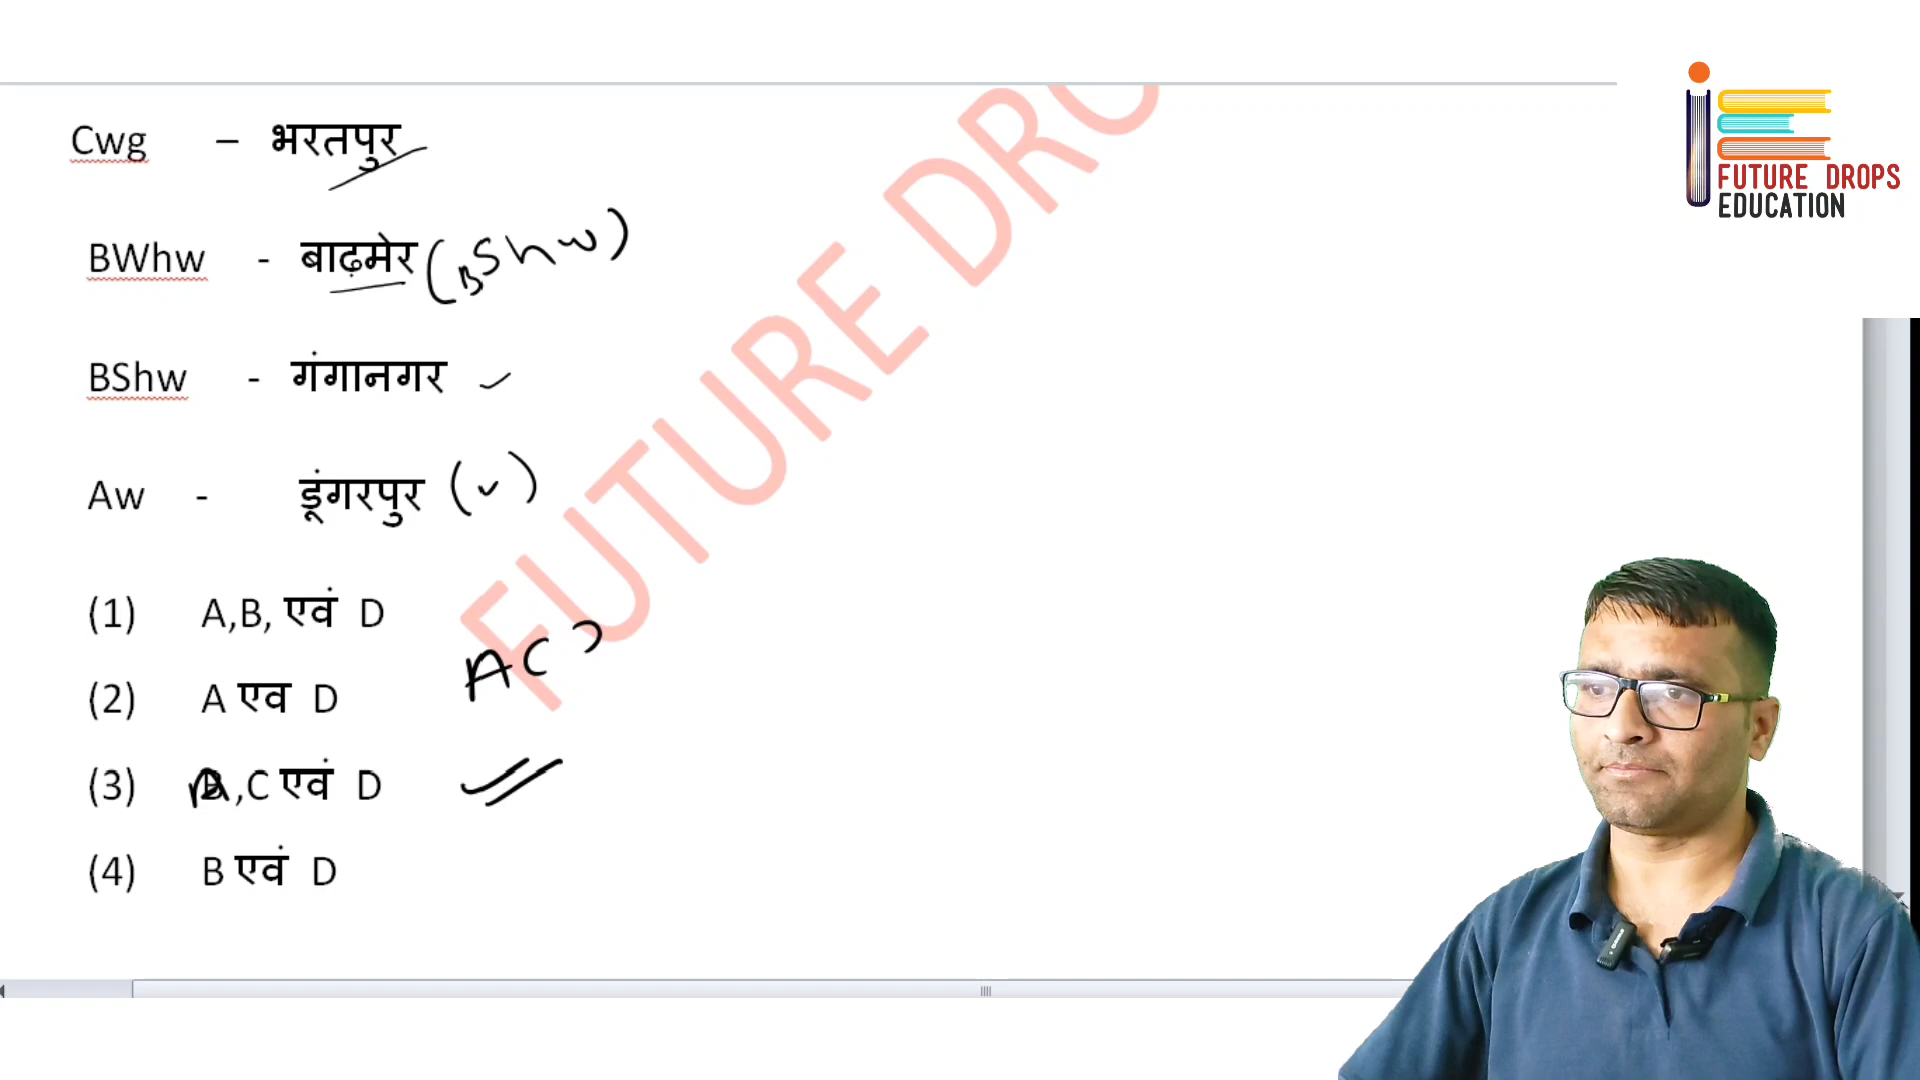 FUTURE DROPS
EDUCATION
FUTURE DRO
Cwg – भरतपुर
BWhw - बाढ़मेर (BShw)
BShw - गंगानगर
Aw - डूंगरपुर
(1) A,B, एवं D
(2) A एव D
A C D
(3) A ,C एवं D
(4) B एवं D